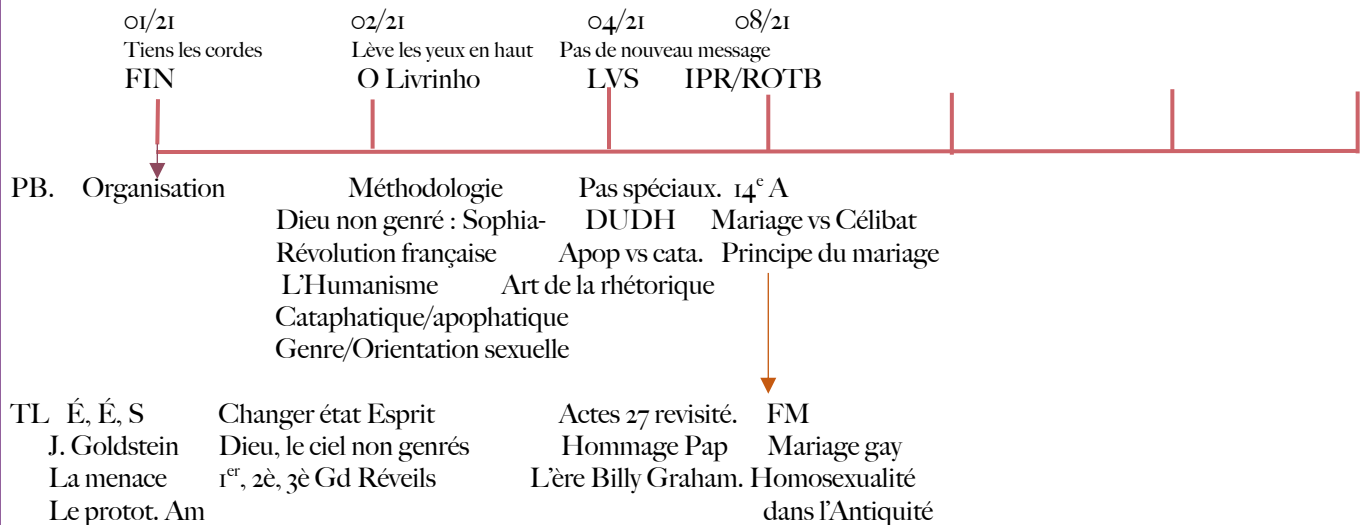 01/21 02/21 04/21 08/21
Tiens les cordes Lève les yeux en haut Pas de nouveau message
FIN O Livrinho LVS IPR/ROTB
PB. Organisation Méthodologie Pas spéciaux. 14e A
Dieu non genré : Sophia- DUDH Mariage vs Célibat
Révolution française Apop vs cata. Principe du mariage
L’Humanisme Art de la rhétorique
Cataphatique/apophatique
Genre/Orientation sexuelle
TL É, É, S Changer état Esprit Actes 27 revisité. FM
J. Goldstein Dieu, le ciel non genrés Hommage Pap Mariage gay
La menace 1er, 2è, 3è Gd Réveils L’ère Billy Graham. Homosexualité
Le protot. Am dans l’Antiquité